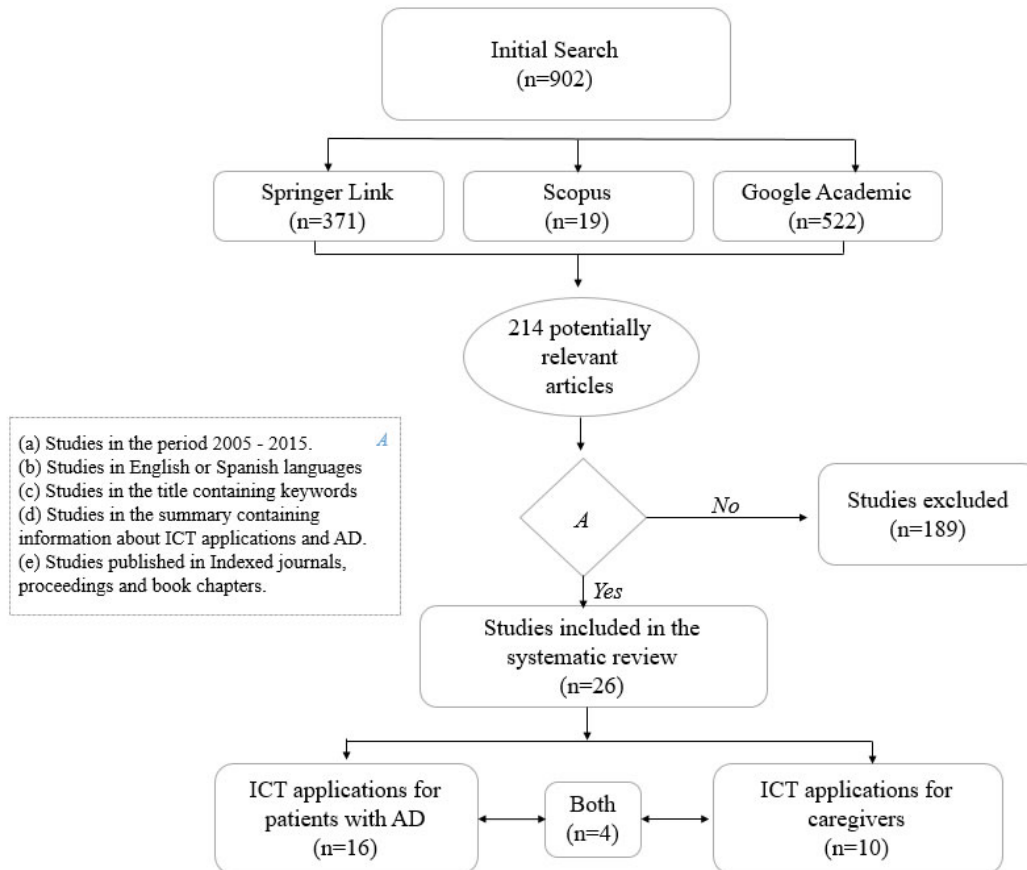 Initial Search
(n=902)
Springer Link
(n=371)
Scopus
(n=19)
Google Academic
(n=522)
214 potentially
relevant
articles
(a) Studies in the period 2005 - 2015. A
(b) Studies in English or Spanish languages
(c) Studies in the title containing keywords
(d) Studies in the summary containing
information about ICT applications and AD.
(e) Studies published in Indexed journals,
proceedings and book chapters.
A
No
Studies excluded
(n=189)
Yes
Studies included in the
systematic review
(n=26)
ICT applications for
patients with AD
(n=16)
Both
(n=4)
ICT applications for
caregivers
(n=10)